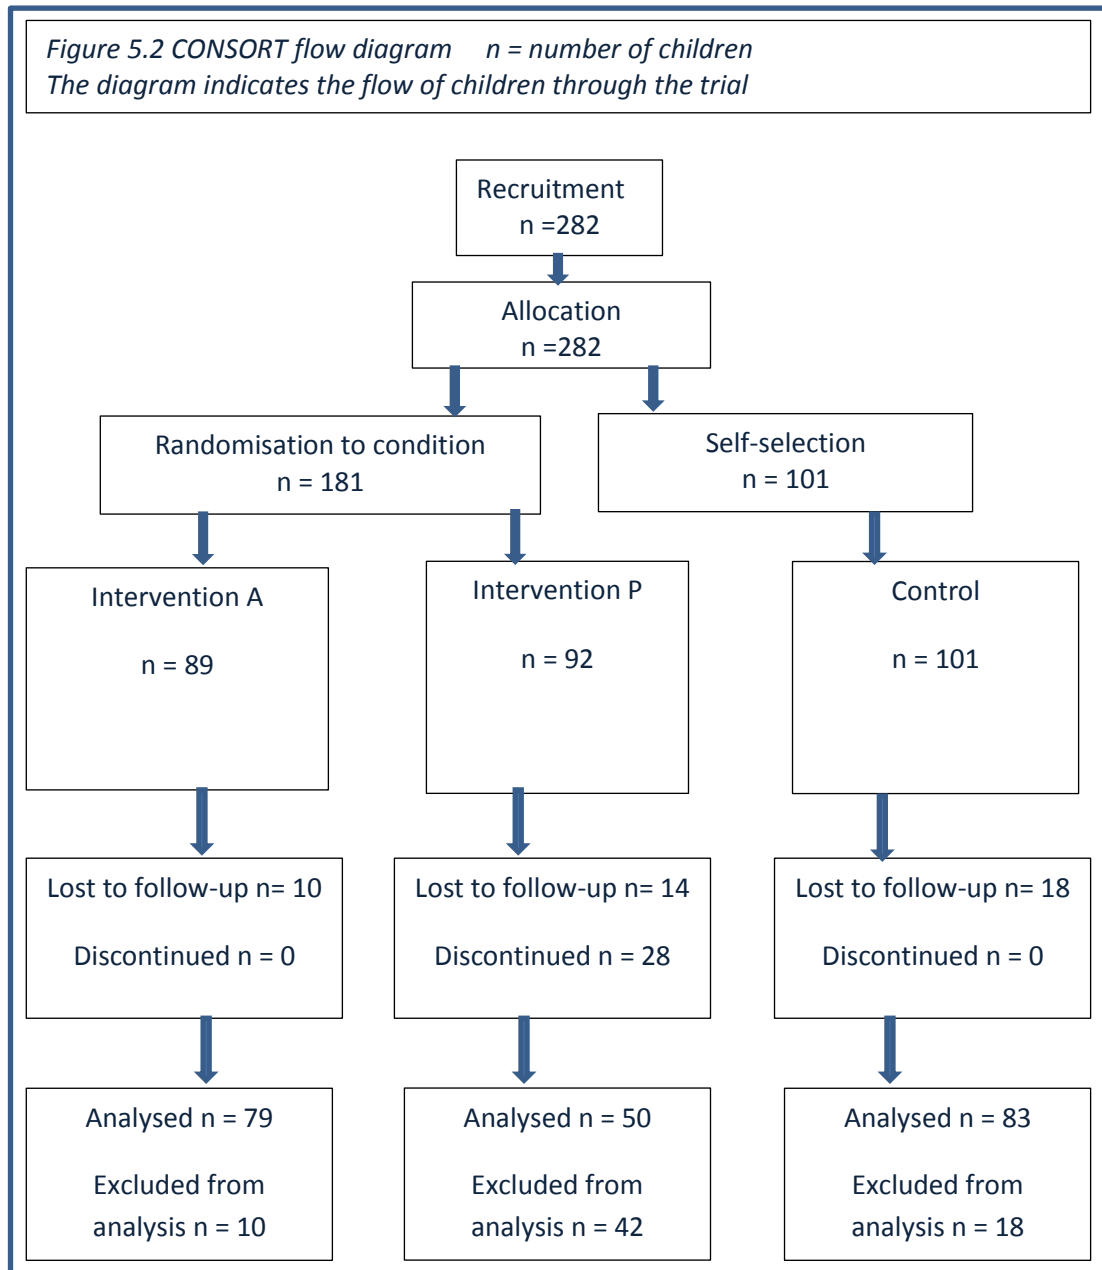 Figure 5.2 CONSORT flow diagram    n = number of children
The diagram indicates the flow of children through the trial
Recruitment
n =282
Allocation
n =282
Randomisation to condition
n = 181
Self-selection
n = 101
Intervention A
n = 89
Intervention P
n = 92
Control
n = 101
Lost to follow-up n= 10
Discontinued n = 0
Lost to follow-up n= 14
Discontinued n = 28
Lost to follow-up n= 18
Discontinued n = 0
Analysed n = 79
Excluded from
analysis n = 10
Analysed n = 50
Excluded from
analysis n = 42
Analysed n = 83
Excluded from
analysis n = 18